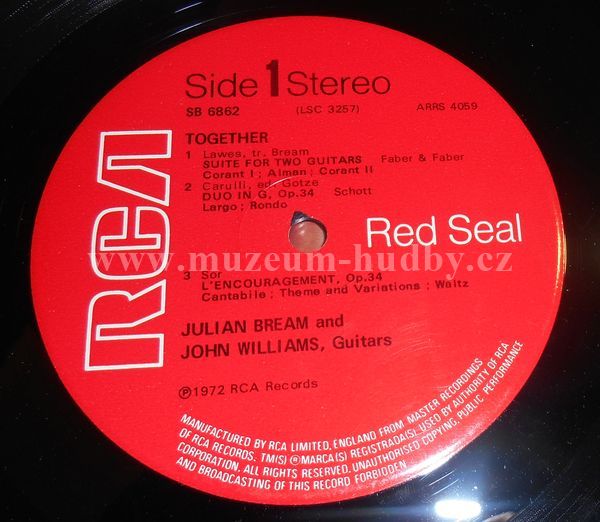 Side 1 Stereo
SB 6862 (LSC 3257) ARRS 4059
TOGETHER
1 Lawes, tr. Bream
SUITE FOR TWO GUITARS Faber & Faber
Corant I ; Alman ; Corant II
2 Carulli, ed. Götze
DUO IN G, Op.34 Schott
Largo ; Rondo
RCA
Red Seal
www.muzeum-hudby.cz
3 Sor
L'ENCOURAGEMENT, Op.34
Cantabile ; Theme and Variations ; Waltz
JULIAN BREAM and
JOHN WILLIAMS, Guitars
℗1972 RCA Records
MANUFACTURED BY RCA LIMITED, ENGLAND FROM MASTER RECORDINGS
OF RCA RECORDS. TM(S) ® MARCA(S) REGISTRADA(S) USED BY AUTHORITY OF RCA
CORPORATION. ALL RIGHTS RESERVED. UNAUTHORISED COPYING, PUBLIC PERFORMANCE
AND BROADCASTING OF THIS RECORD FORBIDDEN